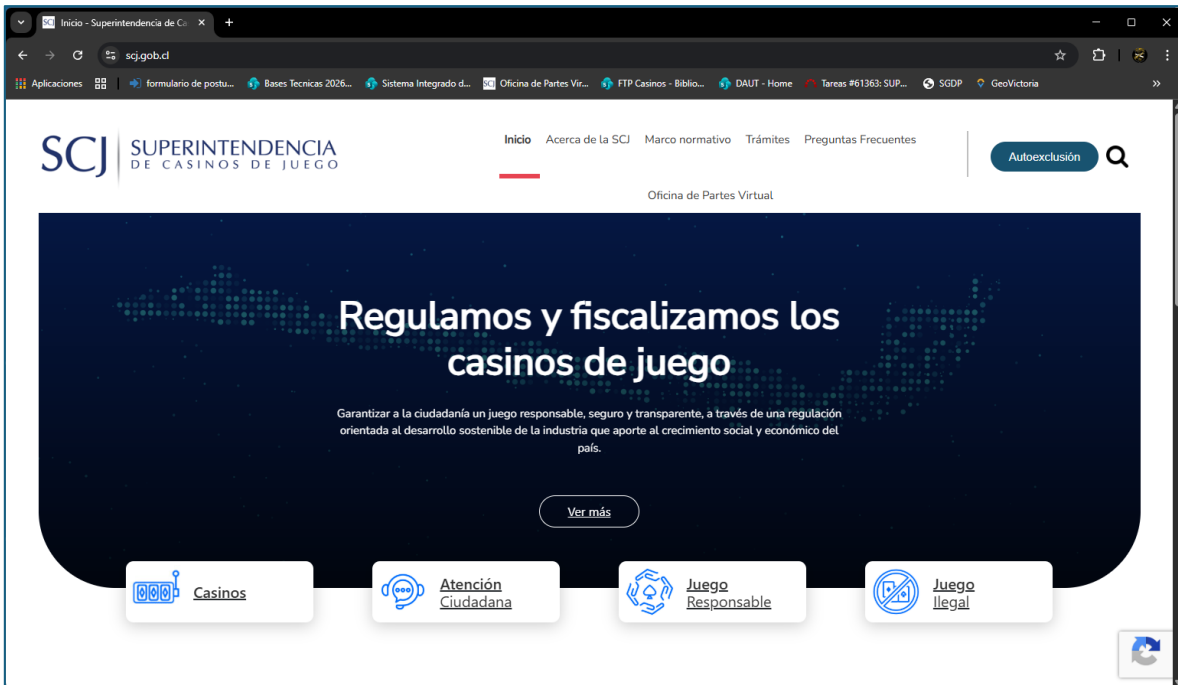 SCJ Inicio - Superintendencia de Ca
scj.gob.cl
Aplicaciones formulario de postu... Bases Tecnicas 2026... Sistema Integrado d... SCJ Oficina de Partes Vir... FTP Casinos - Biblio... DAUT - Home Tareas #61363: SUP... SGDP GeoVictoria
SCJ SUPERINTENDENCIA
DE CASINOS DE JUEGO
Inicio Acerca de la SCJ Marco normativo Trámites Preguntas Frecuentes
Oficina de Partes Virtual
Autoexclusión
Regulamos y fiscalizamos los
casinos de juego
Garantizar a la ciudadanía un juego responsable, seguro y transparente, a través de una regulación
orientada al desarrollo sostenible de la industria que aporte al crecimiento social y económico del
país.
Ver más
Casinos
Atención
Ciudadana
Juego
Responsable
Juego
Ilegal